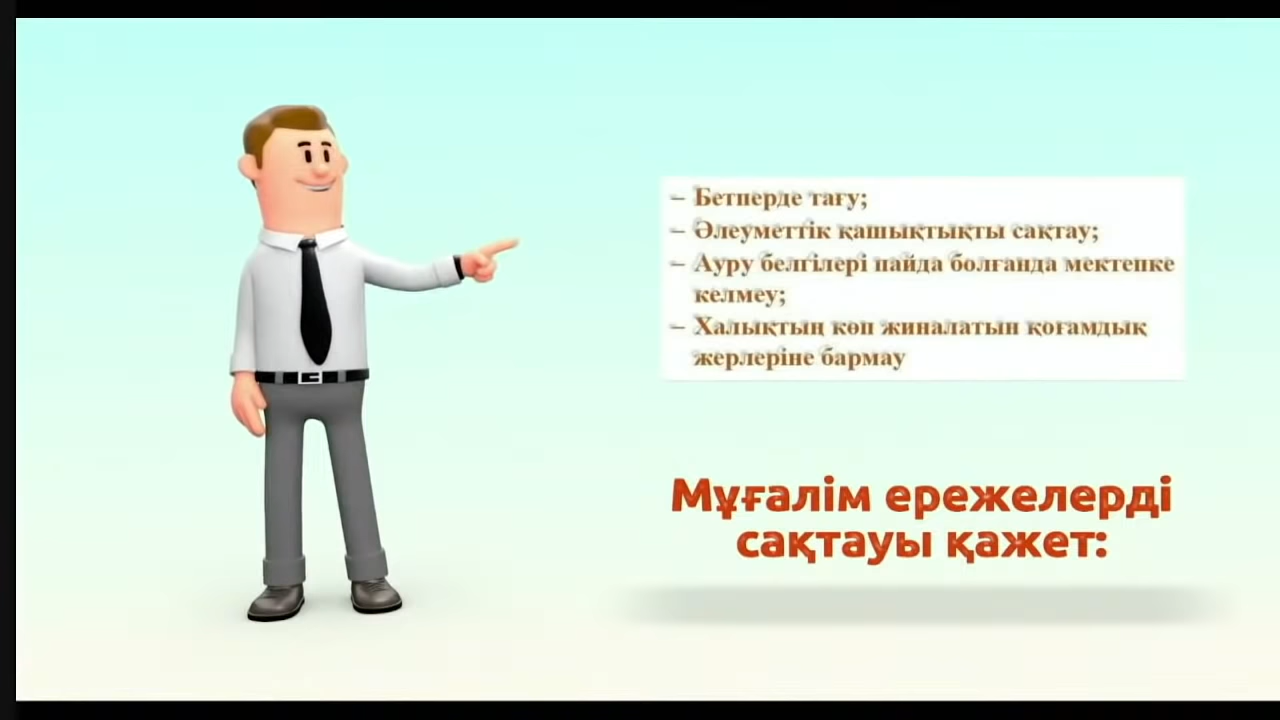 – Бетперде тағу;
– Әлеуметтік қашықтықты сақтау;
– Ауру белгілері пайда болғанда мектепке
келмеу;
– Халықтың көп жиналатын қоғамдық
жерлеріне бармау
Мұғалім ережелерді
сақтауы қажет: